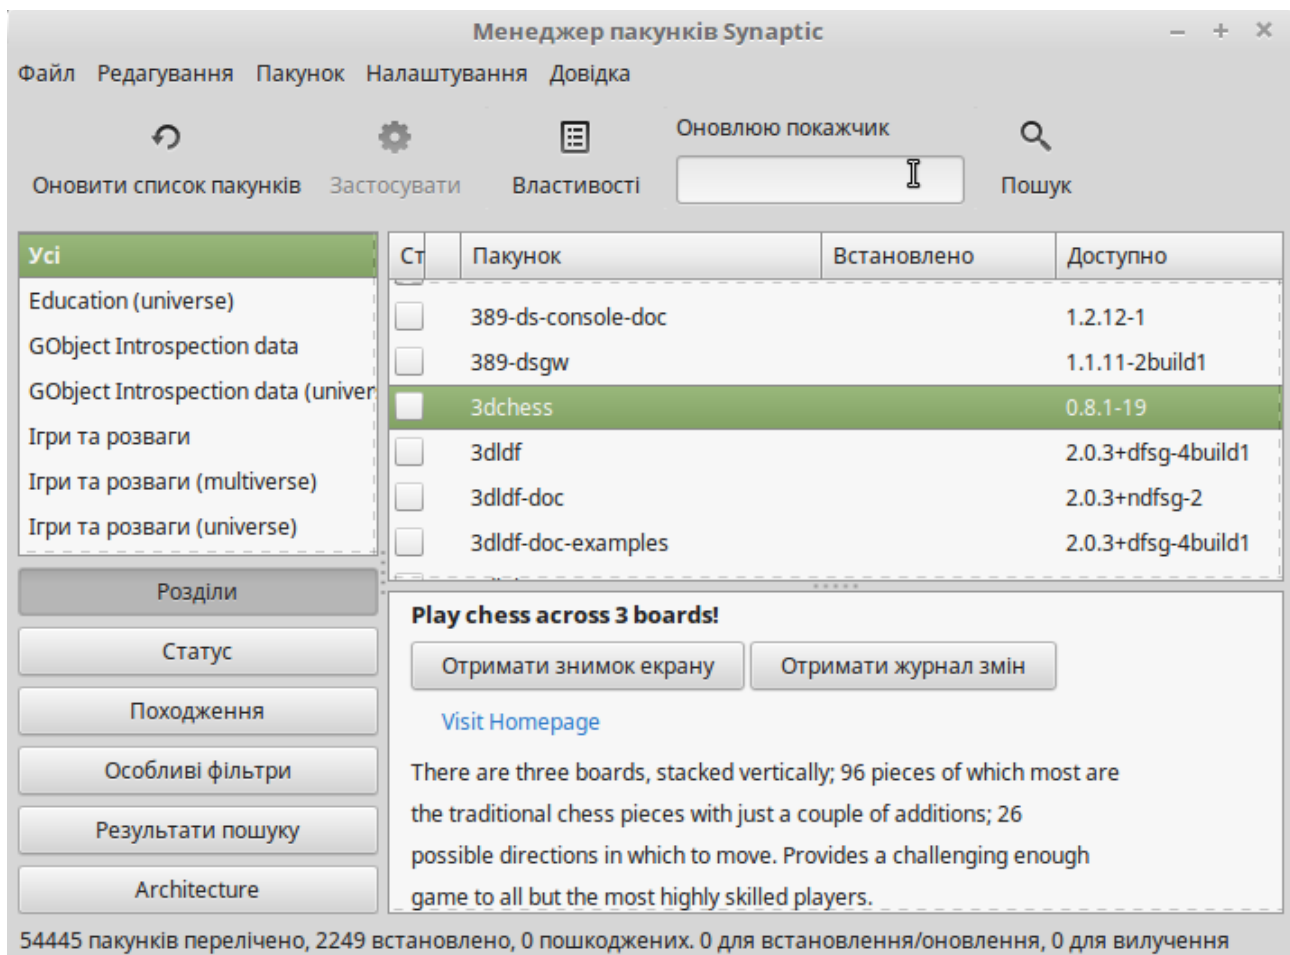 Менеджер пакунків Synaptic
Файл Редагування Пакунок Налаштування Довідка
Оновлюю покажчик
Оновити список пакунків Застосувати Властивості Пошук
Усі
Education (universe)
GObject Introspection data
GObject Introspection data (univer
Ігри та розваги
Ігри та розваги (multiverse)
Ігри та розваги (universe)
Розділи
Статус
Походження
Особливі фільтри
Результати пошуку
Architecture
Ст Пакунок Встановлено Доступно
389-ds-console-doc 1.2.12-1
389-dsgw 1.1.11-2build1
3dchess 0.8.1-19
3dldf 2.0.3+dfsg-4build1
3dldf-doc 2.0.3+ndfsg-2
3dldf-doc-examples 2.0.3+dfsg-4build1
Play chess across 3 boards!
Отримати знимок екрану Отримати журнал змін
Visit Homepage
There are three boards, stacked vertically; 96 pieces of which most are
the traditional chess pieces with just a couple of additions; 26
possible directions in which to move. Provides a challenging enough
game to all but the most highly skilled players.
54445 пакунків перелічено, 2249 встановлено, 0 пошкоджених. 0 для встановлення/оновлення, 0 для вилучення